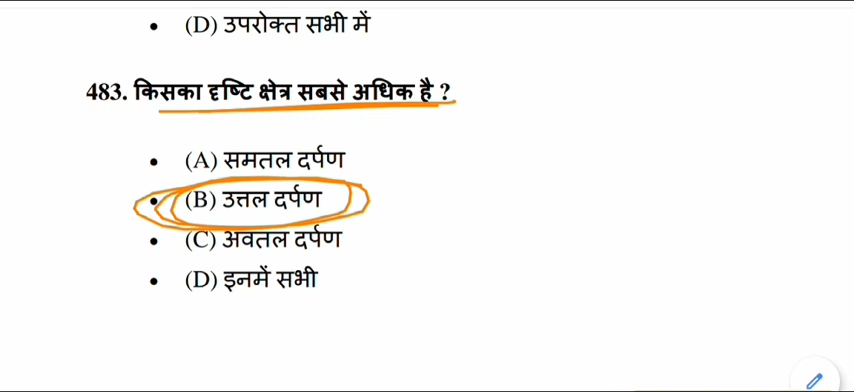 • (D) उपरोक्त सभी में
483. किसका दृष्टि क्षेत्र सबसे अधिक है ?
• (A) समतल दर्पण
• (B) उत्तल दर्पण
• (C) अवतल दर्पण
• (D) इनमें सभी